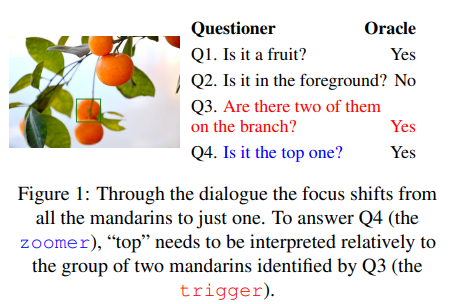 Questioner Oracle
Q1. Is it a fruit? Yes
Q2. Is it in the foreground? No
Q3. Are there two of them
on the branch? Yes
Q4. Is it the top one? Yes
Figure 1: Through the dialogue the focus shifts from
all the mandarins to just one. To answer Q4 (the
zoomer), “top” needs to be interpreted relatively to
the group of two mandarins identified by Q3 (the
trigger).